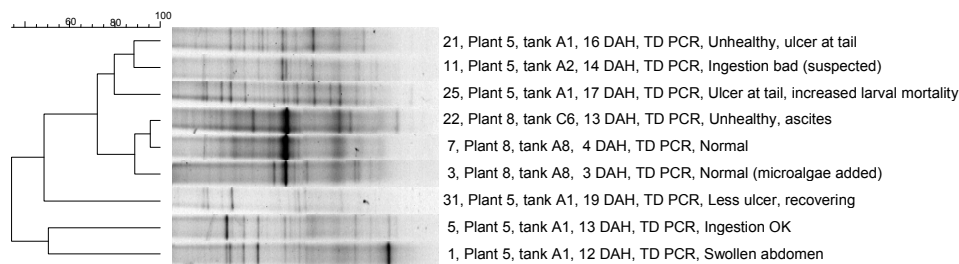 60 80 100
21, Plant 5, tank A1, 16 DAH, TD PCR, Unhealthy, ulcer at tail
11, Plant 5, tank A2, 14 DAH, TD PCR, Ingestion bad (suspected)
25, Plant 5, tank A1, 17 DAH, TD PCR, Ulcer at tail, increased larval mortality
22, Plant 8, tank C6, 13 DAH, TD PCR, Unhealthy, ascites
7, Plant 8, tank A8, 4 DAH, TD PCR, Normal
3, Plant 8, tank A8, 3 DAH, TD PCR, Normal (microalgae added)
31, Plant 5, tank A1, 19 DAH, TD PCR, Less ulcer, recovering
5, Plant 5, tank A1, 13 DAH, TD PCR, Ingestion OK
1, Plant 5, tank A1, 12 DAH, TD PCR, Swollen abdomen